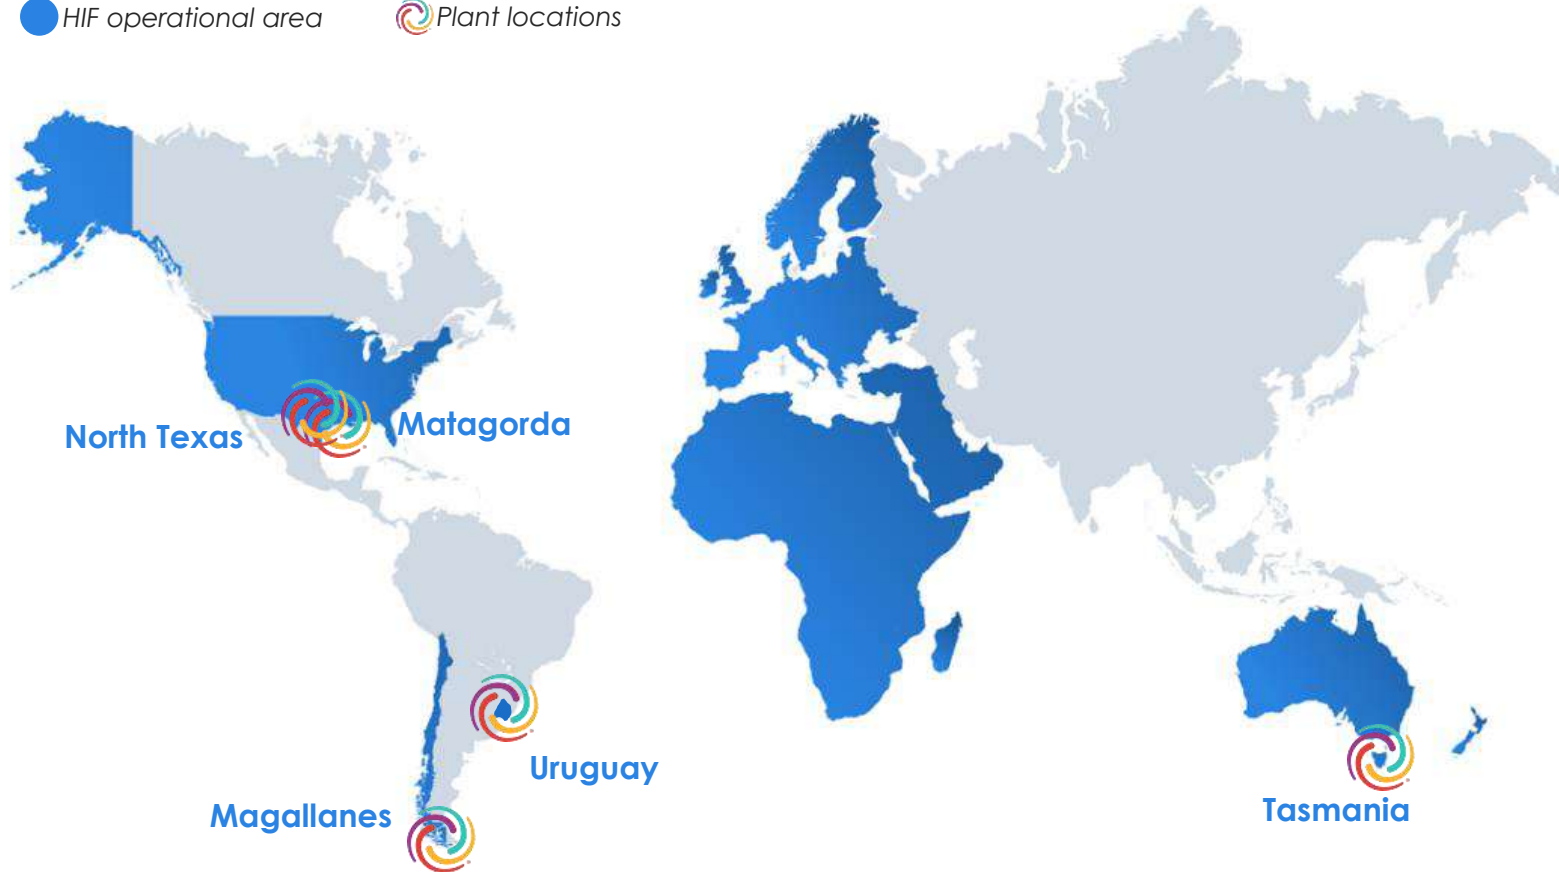 HIF operational area
Plant locations
North Texas
Matagorda
Uruguay
Magallanes
Tasmania